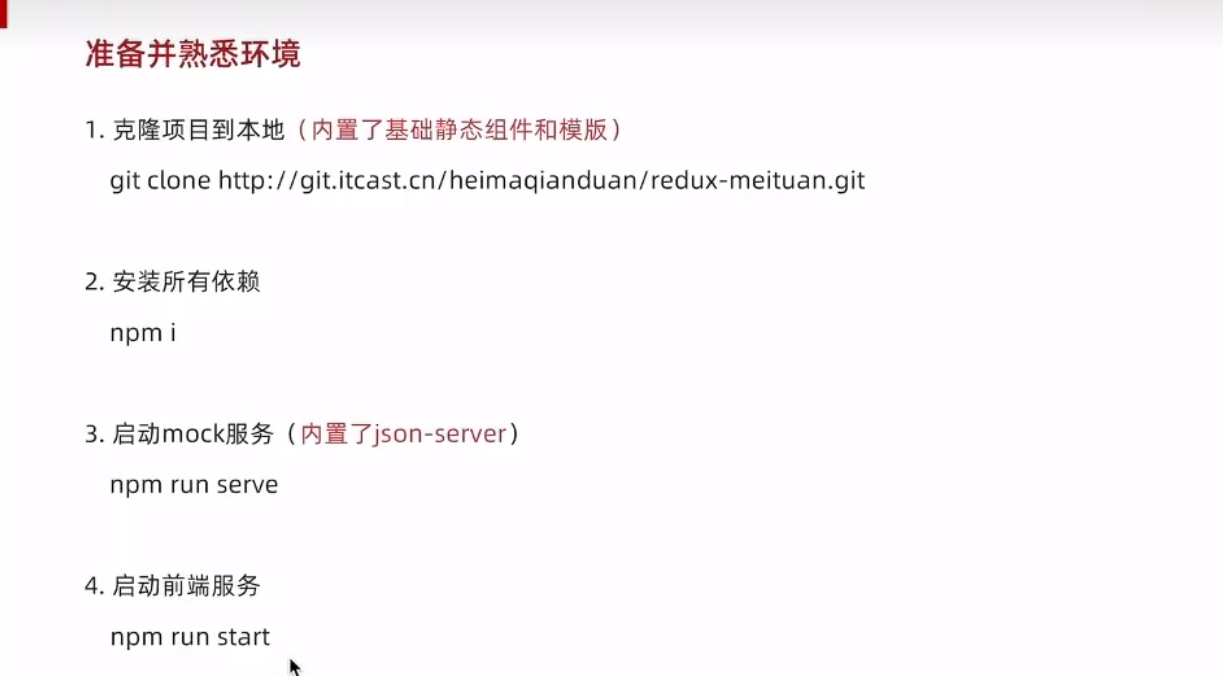 准备并熟悉环境
1. 克隆项目到本地（内置了基础静态组件和模版）
git clone http://git.itcast.cn/heimaqianduan/redux-meituan.git
2. 安装所有依赖
npm i
3. 启动mock服务（内置了json-server）
npm run serve
4. 启动前端服务
npm run start